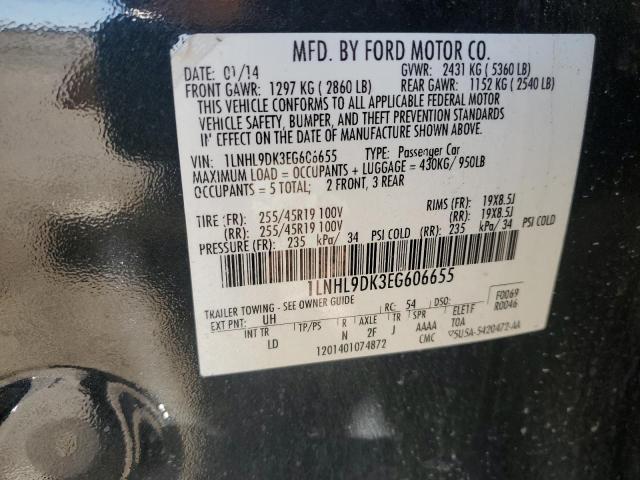 MFD. BY FORD MOTOR CO.
DATE: 01/14 GVWR: 2431 KG ( 5360 LB)
FRONT GAWR: 1297 KG ( 2860 LB) REAR GAWR: 1152 KG ( 2540 LB)
THIS VEHICLE CONFORMS TO ALL APPLICABLE FEDERAL MOTOR
VEHICLE SAFETY, BUMPER, AND THEFT PREVENTION STANDARDS
IN EFFECT ON THE DATE OF MANUFACTURE SHOWN ABOVE.
VIN: 1LNHL9DK3EG606655 TYPE: Passenger Car
MAXIMUM LOAD = OCCUPANTS + LUGGAGE = 430KG/ 950LB
OCCUPANTS = 5 TOTAL; 2 FRONT, 3 REAR
TIRE (FR): 255/45R19 100V RIMS (FR): 19X8.5J
(RR): 255/45R19 100V (RR): 19X8.5J
PRESSURE (FR): 235 kPa/ 34 PSI COLD (RR): 235 kPa/ 34 PSI COLD
1LNHL9DK3EG606655
TRAILER TOWING - SEE OWNER GUIDE F0069
EXT PNT: UH RC: 54 DSO: R0046
INT TR TP/PS R AXLE TR SPR ELETF
LD N 2F J AAAA TOA
1201401074872 CMC 5U5A-5420472-AA